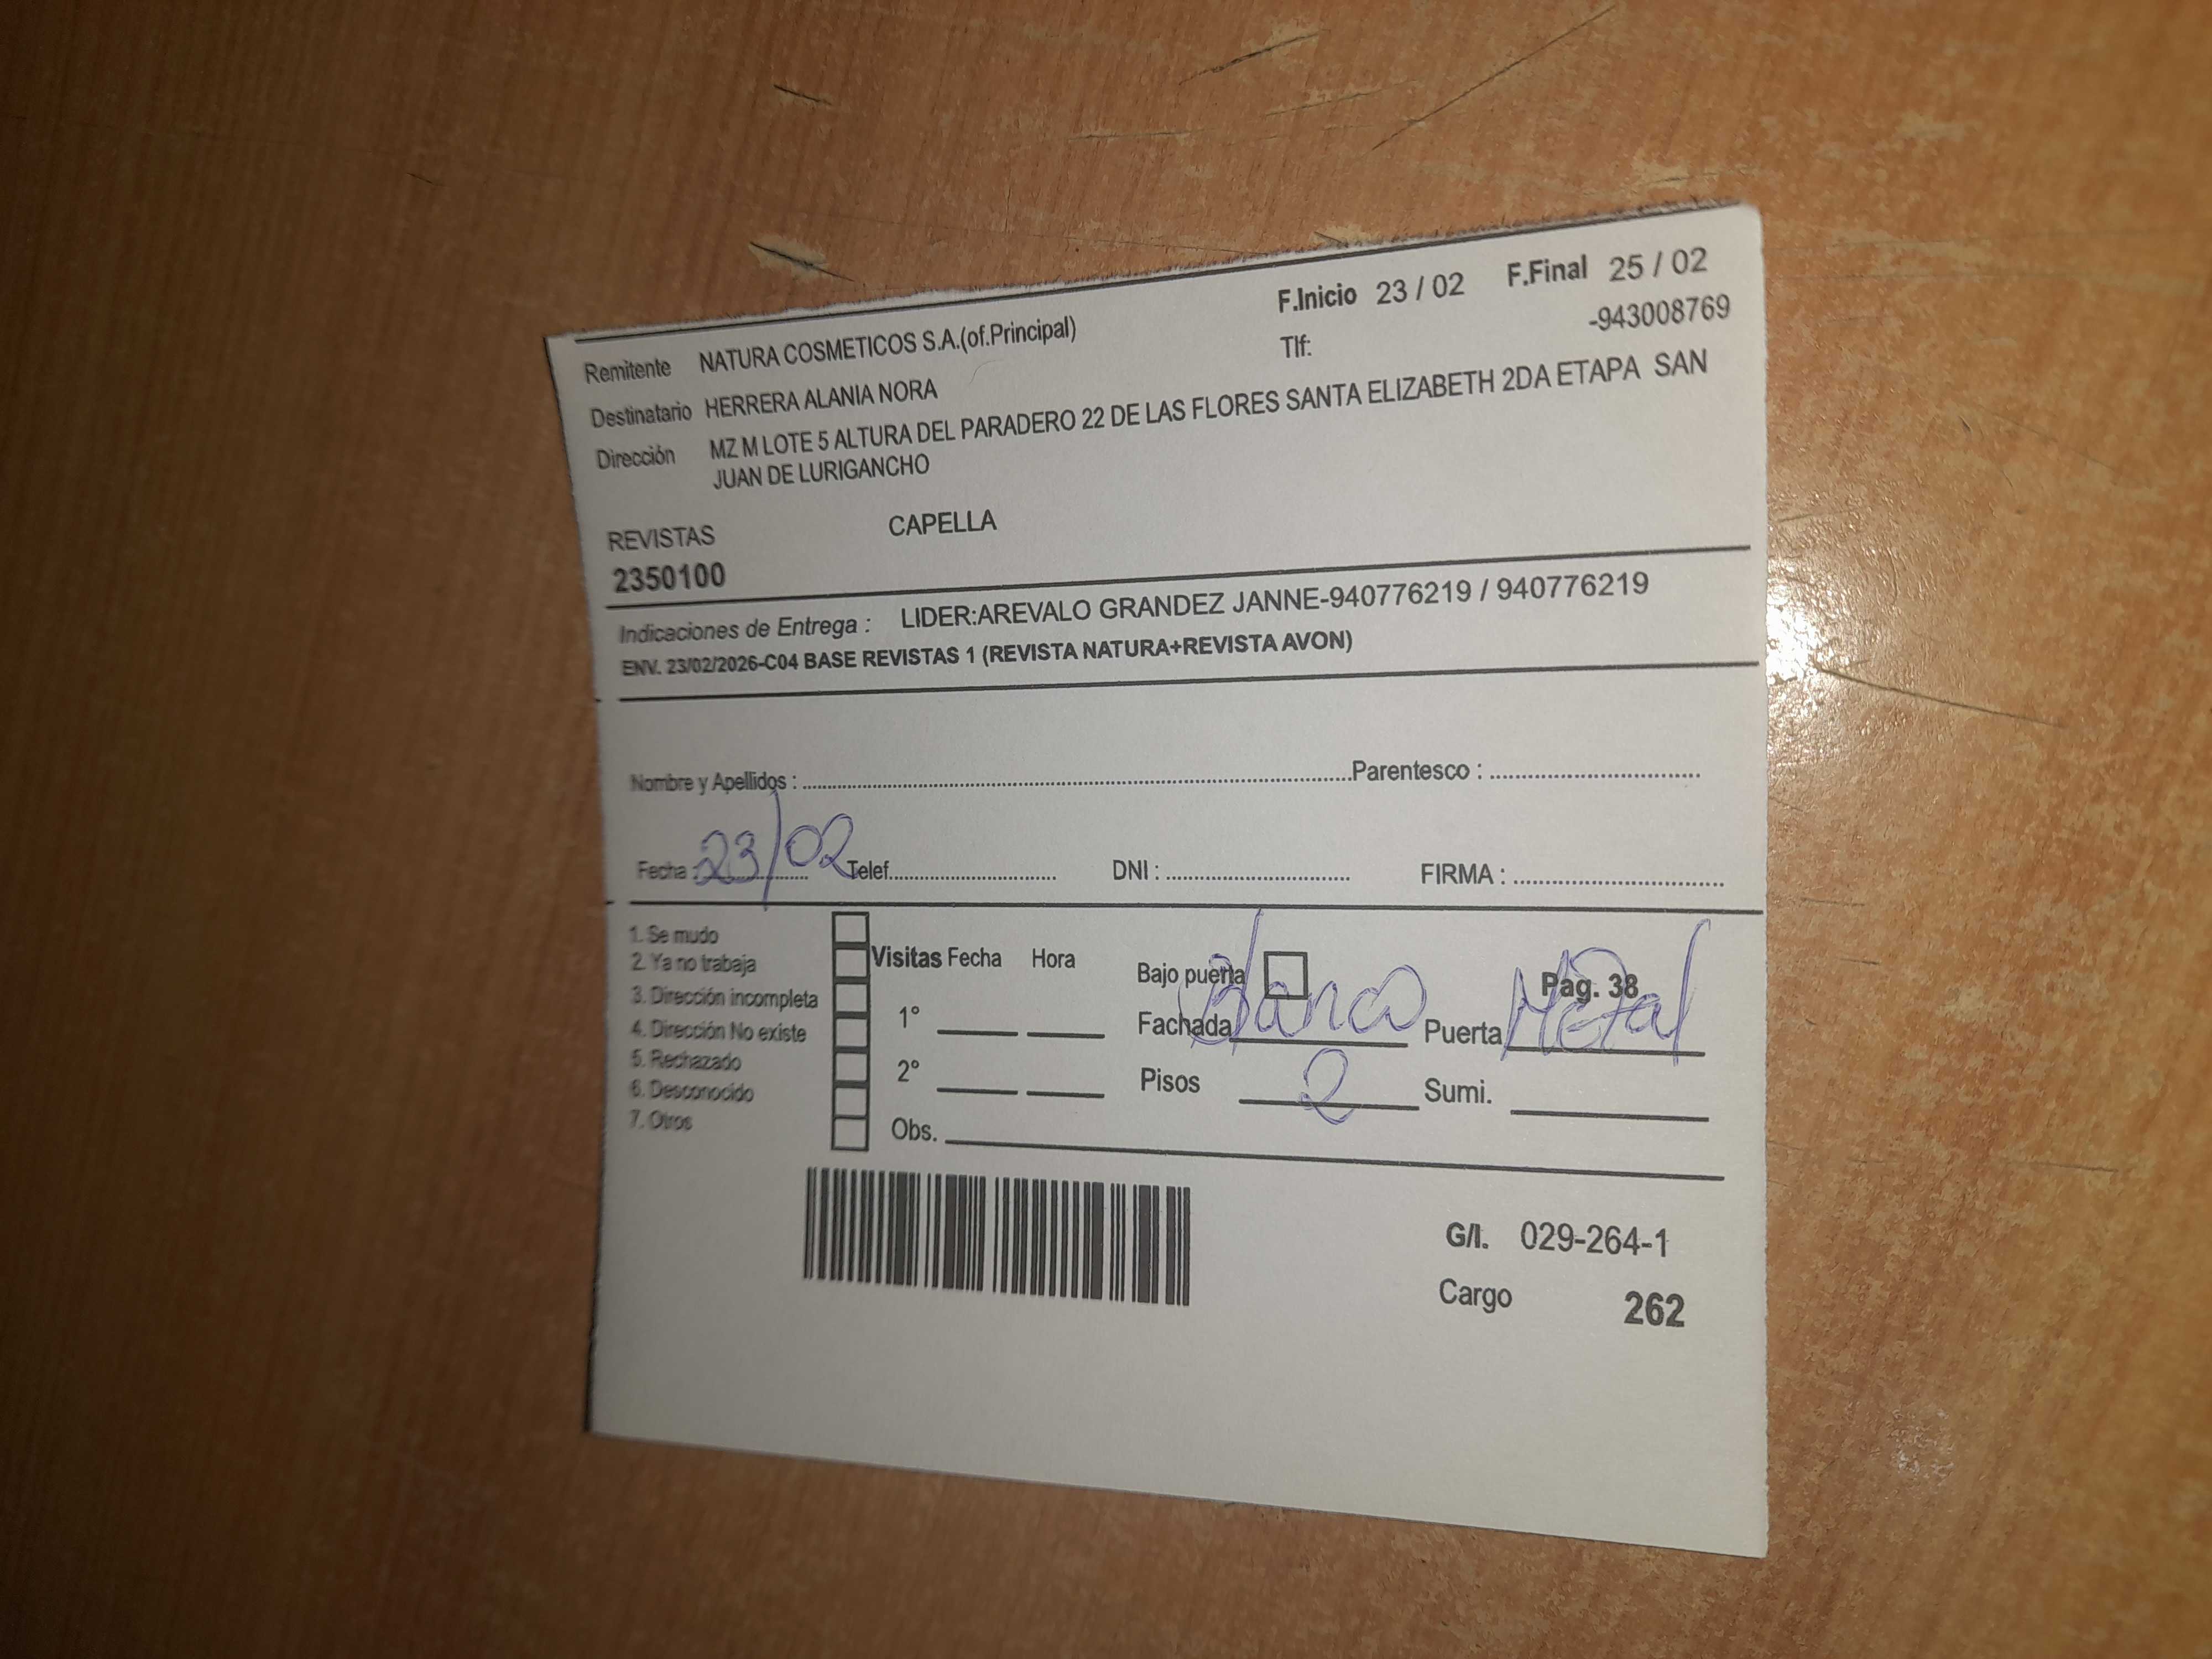 F.Inicio 23 / 02 F.Final 25 / 02
Remitente NATURA COSMETICOS S.A.(of.Principal) Tlf: -943008769
Destinatario HERRERA ALANIA NORA
Dirección MZ M LOTE 5 ALTURA DEL PARADERO 22 DE LAS FLORES SANTA ELIZABETH 2DA ETAPA SAN
JUAN DE LURIGANCHO
REVISTAS CAPELLA
2350100
Indicaciones de Entrega : LIDER:AREVALO GRANDEZ JANNE-940776219 / 940776219
ENV. 23/02/2026-C04 BASE REVISTAS 1 (REVISTA NATURA+REVISTA AVON)
Nombre y Apellidos : Parentesco :
Fecha : 23/02 Telef. DNI : FIRMA :
1. Se mudo
2. Ya no trabaja
3. Dirección incompleta
4. Dirección No existe
5. Rechazado
6. Desconocido
7. Otros
Visitas Fecha Hora
1°
2°
Obs.
Bajo puerta Pag. 38
Fachada Blanco Puerta Metal
Pisos 2 Sumi.
G/I. 029-264-1
Cargo 262